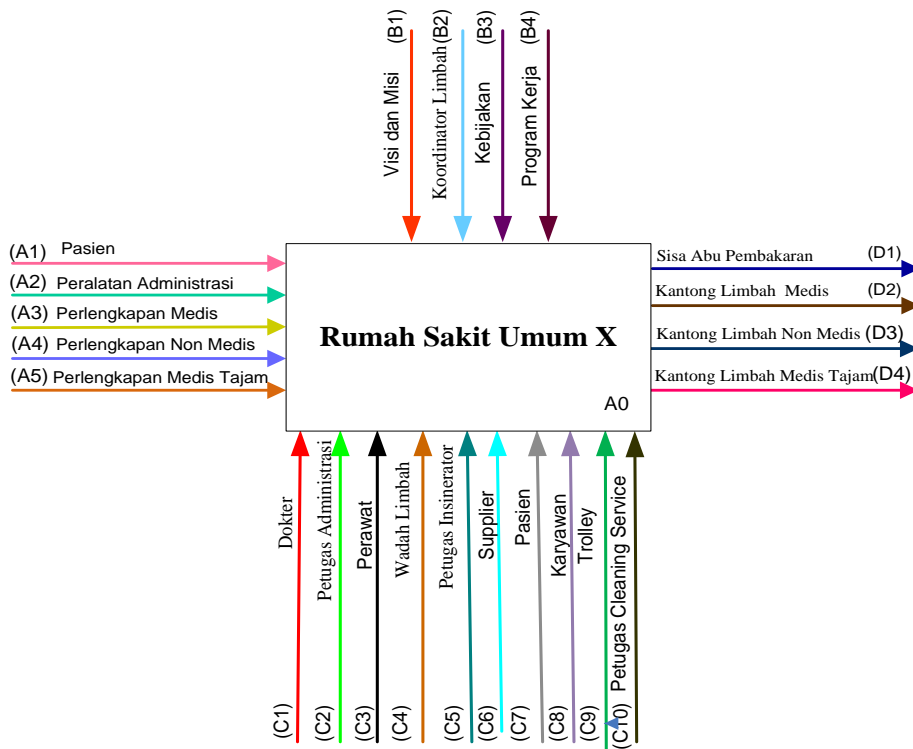 (B1) Visi dan Misi
(B2) Koordinator Limbah
(B3) Kebijakan
(B4) Program Kerja
(A1) Pasien
(A2) Peralatan Administrasi
(A3) Perlengkapan Medis
(A4) Perlengkapan Non Medis
(A5) Perlengkapan Medis Tajam
Rumah Sakit Umum X
A0
Sisa Abu Pembakaran (D1)
Kantong Limbah Medis (D2)
Kantong Limbah Non Medis (D3)
Kantong Limbah Medis Tajam (D4)
(C1) Dokter
(C2) Petugas Administrasi
(C3) Perawat
(C4) Wadah Limbah
(C5) Petugas Insinerator
(C6) Supplier
(C7) Pasien
(C8) Karyawan
(C9) Trolley
(C10) Petugas Cleaning Service